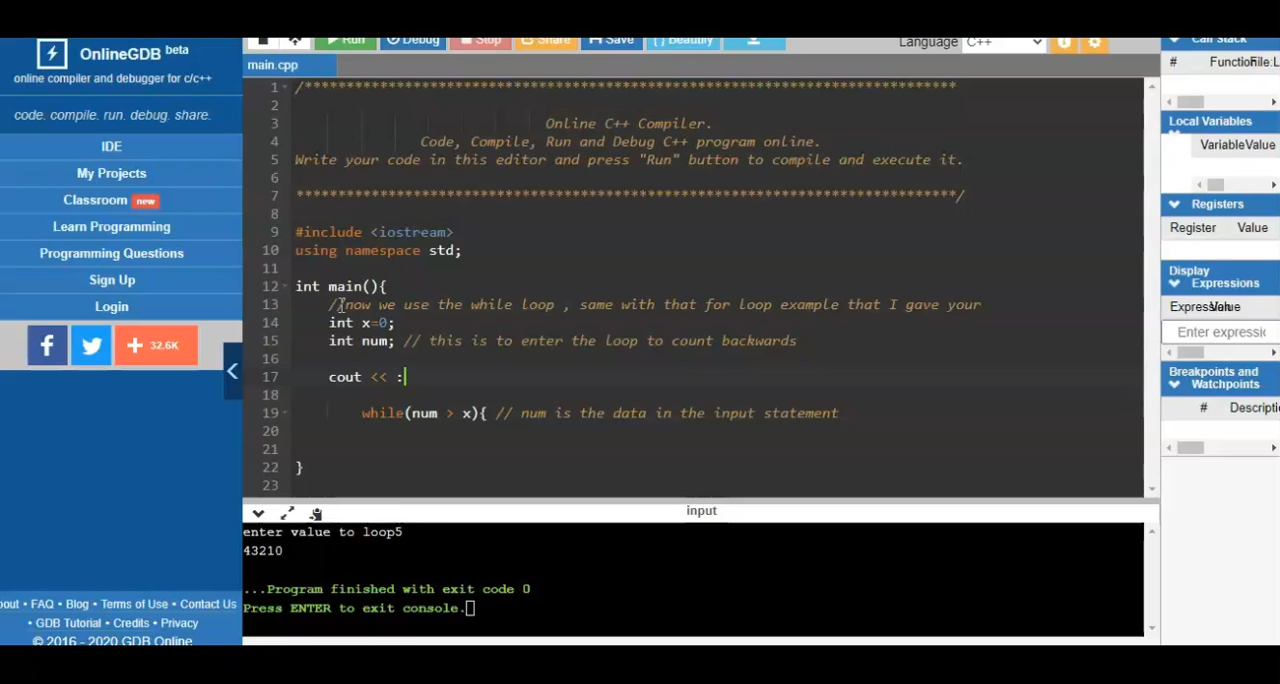 OnlineGDB beta
online compiler and debugger for c/c++
code. compile. run. debug. share.
IDE
My Projects
Classroom new
Learn Programming
Programming Questions
Sign Up
Login
f
+ 32.6K
• FAQ • Blog • Terms of Use • Contact Us
• GDB Tutorial • Credits • Privacy
© 2016 - 2020 GDB Online
Run Debug Stop Share Save { } Beautify
Language C++
main.cpp
1 /******************************************************************************
2
3 Online C++ Compiler.
4 Code, Compile, Run and Debug C++ program online.
5 Write your code in this editor and press "Run" button to compile and execute it.
6
7 *******************************************************************************/
8
9 #include <iostream>
10 using namespace std;
11
12 int main(){
13 //now we use the while loop , same with that for loop example that I gave your
14 int x=0;
15 int num; // this is to enter the loop to count backwards
16
17 cout << :
18
19 while(num > x){ // num is the data in the input statement
20
21
22 }
23
input
enter value to loop5
43210
...Program finished with exit code 0
Press ENTER to exit console.
Call Stack
# Function File:L
Local Variables
Variable Value
Registers
Register Value
Display
Expressions
Expression Value
Enter expressic
Breakpoints and
Watchpoints
# Descripti